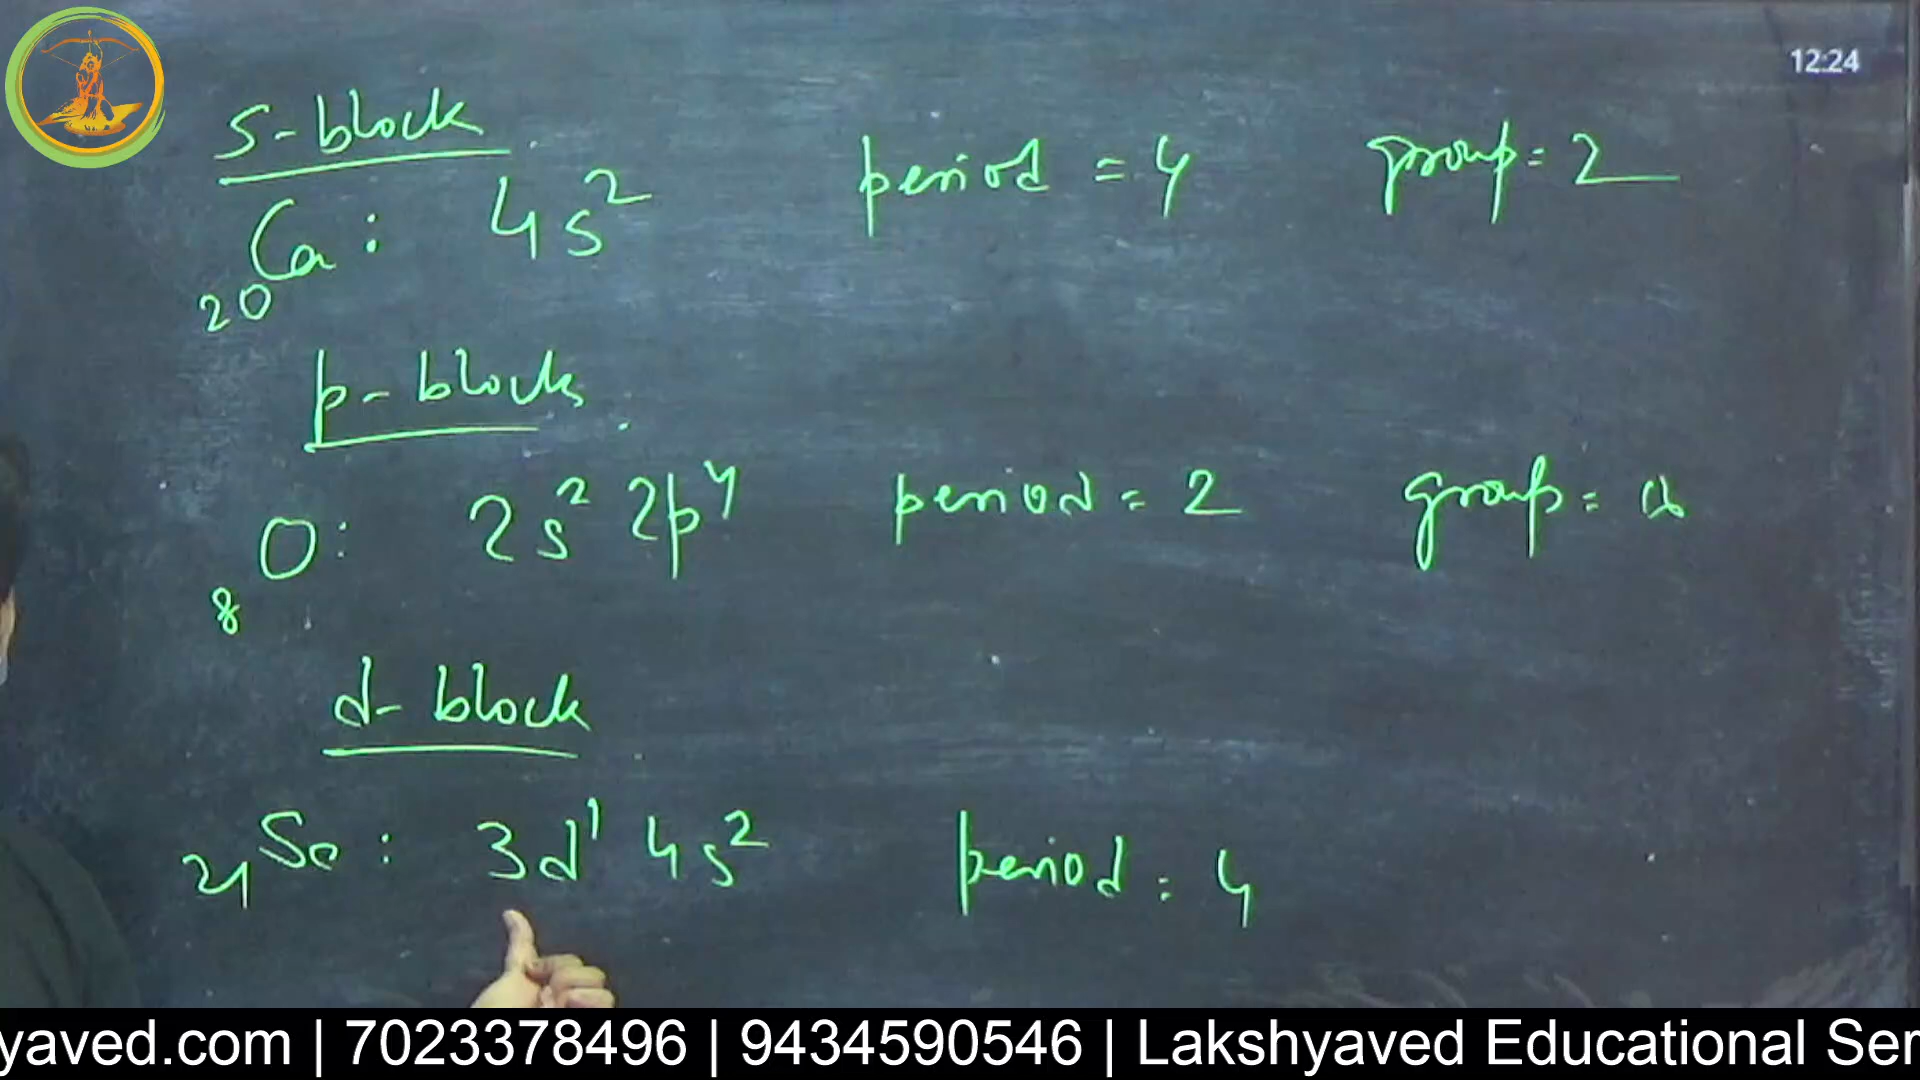 12:24
s-block
₂₀Ca : 4s² period = 4 group = 2
p-block
₈O : 2s² 2p⁴ period = 2 group =
d-block
₂₁Sc : 3d¹ 4s² period = 4
yaved.com | 7023378496 | 9434590546 | Lakshyaved Educational Ser